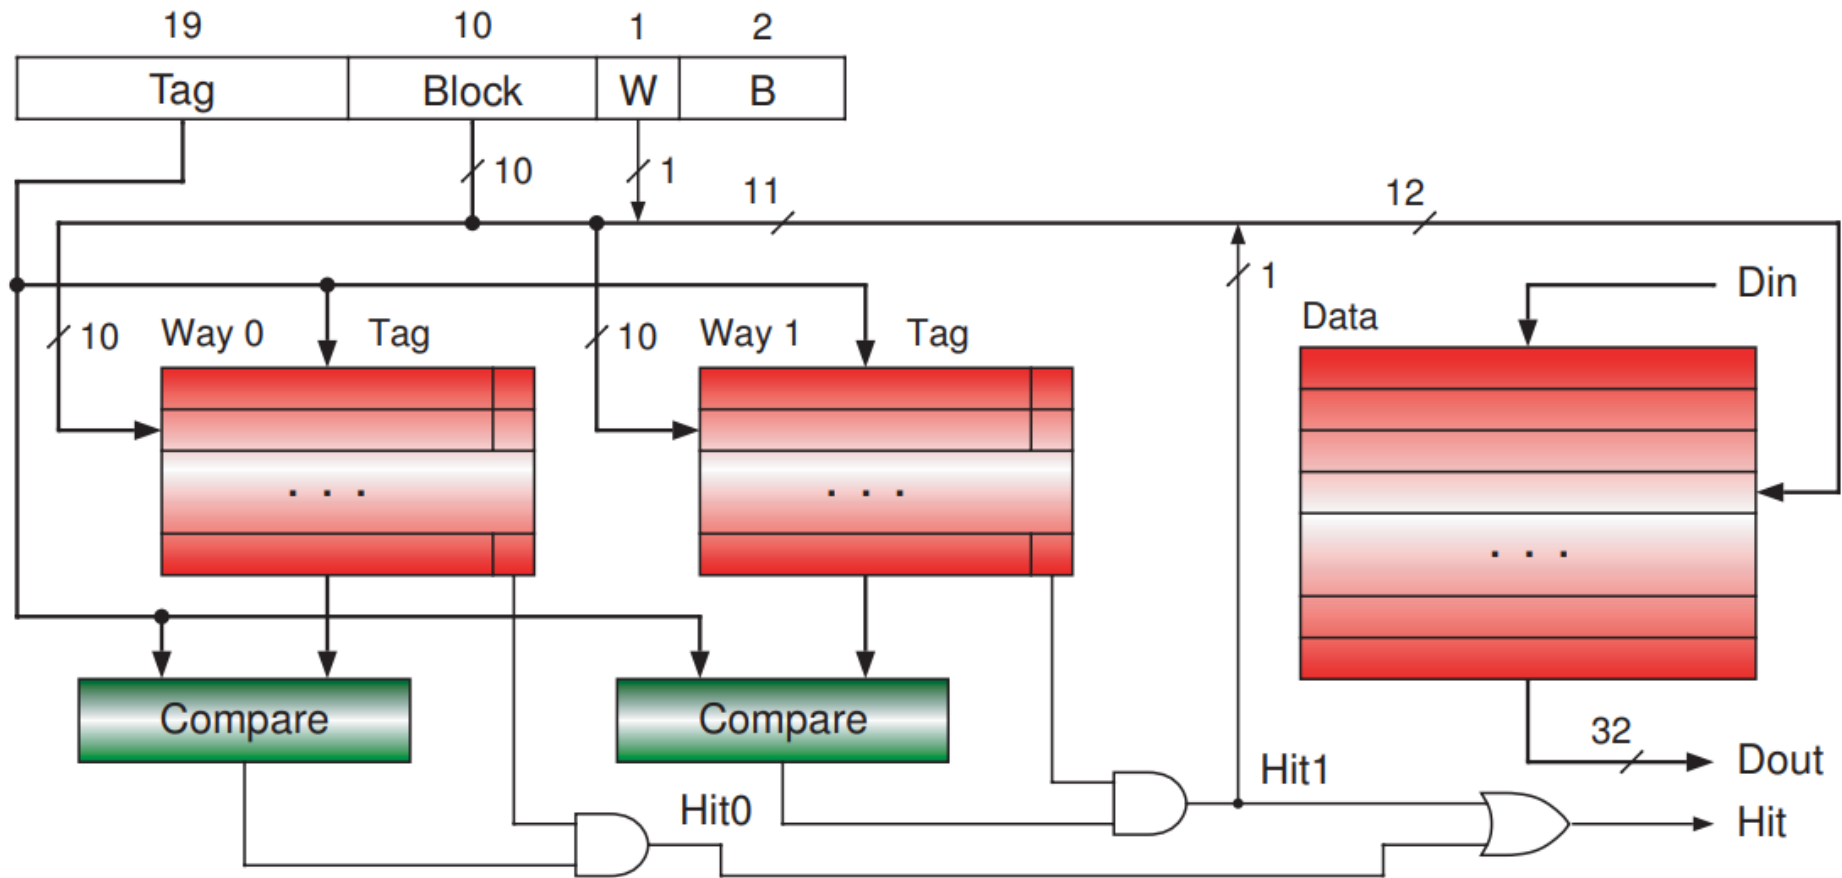 19 10 1 2
Tag Block W B
10 1
11 12
1
Din
10 Way 0 Tag 10 Way 1 Tag Data
. . . . . .
. . .
Compare Compare
32
Hit1 Dout
Hit0 Hit